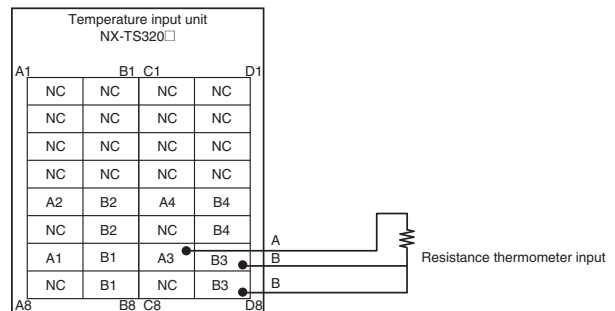 Temperature input unit
NX-TS320□
A1 B1 C1 D1
NC NC NC NC
NC NC NC NC
NC NC NC NC
NC NC NC NC
A2 B2 A4 B4
NC B2 NC B4
A1 B1 A3 B3
NC B1 NC B3
A8 B8 C8 D8
A
B
B
Resistance thermometer input